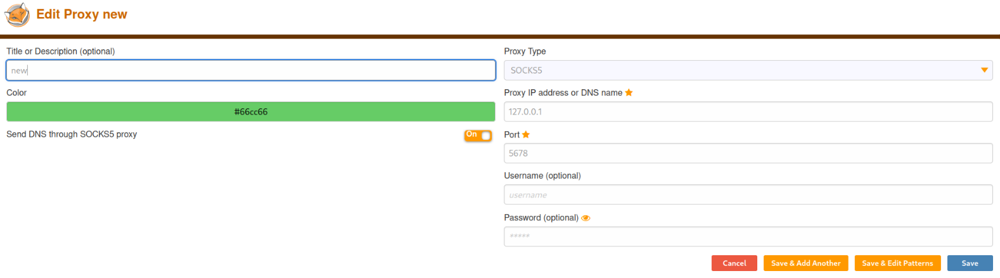 Edit Proxy new
Title or Description (optional)
new
Color
#66cc66
Send DNS through SOCKS5 proxy
On
Proxy Type
SOCKS5
Proxy IP address or DNS name
127.0.0.1
Port
5678
Username (optional)
username
Password (optional)
*****
Cancel
Save & Add Another
Save & Edit Patterns
Save